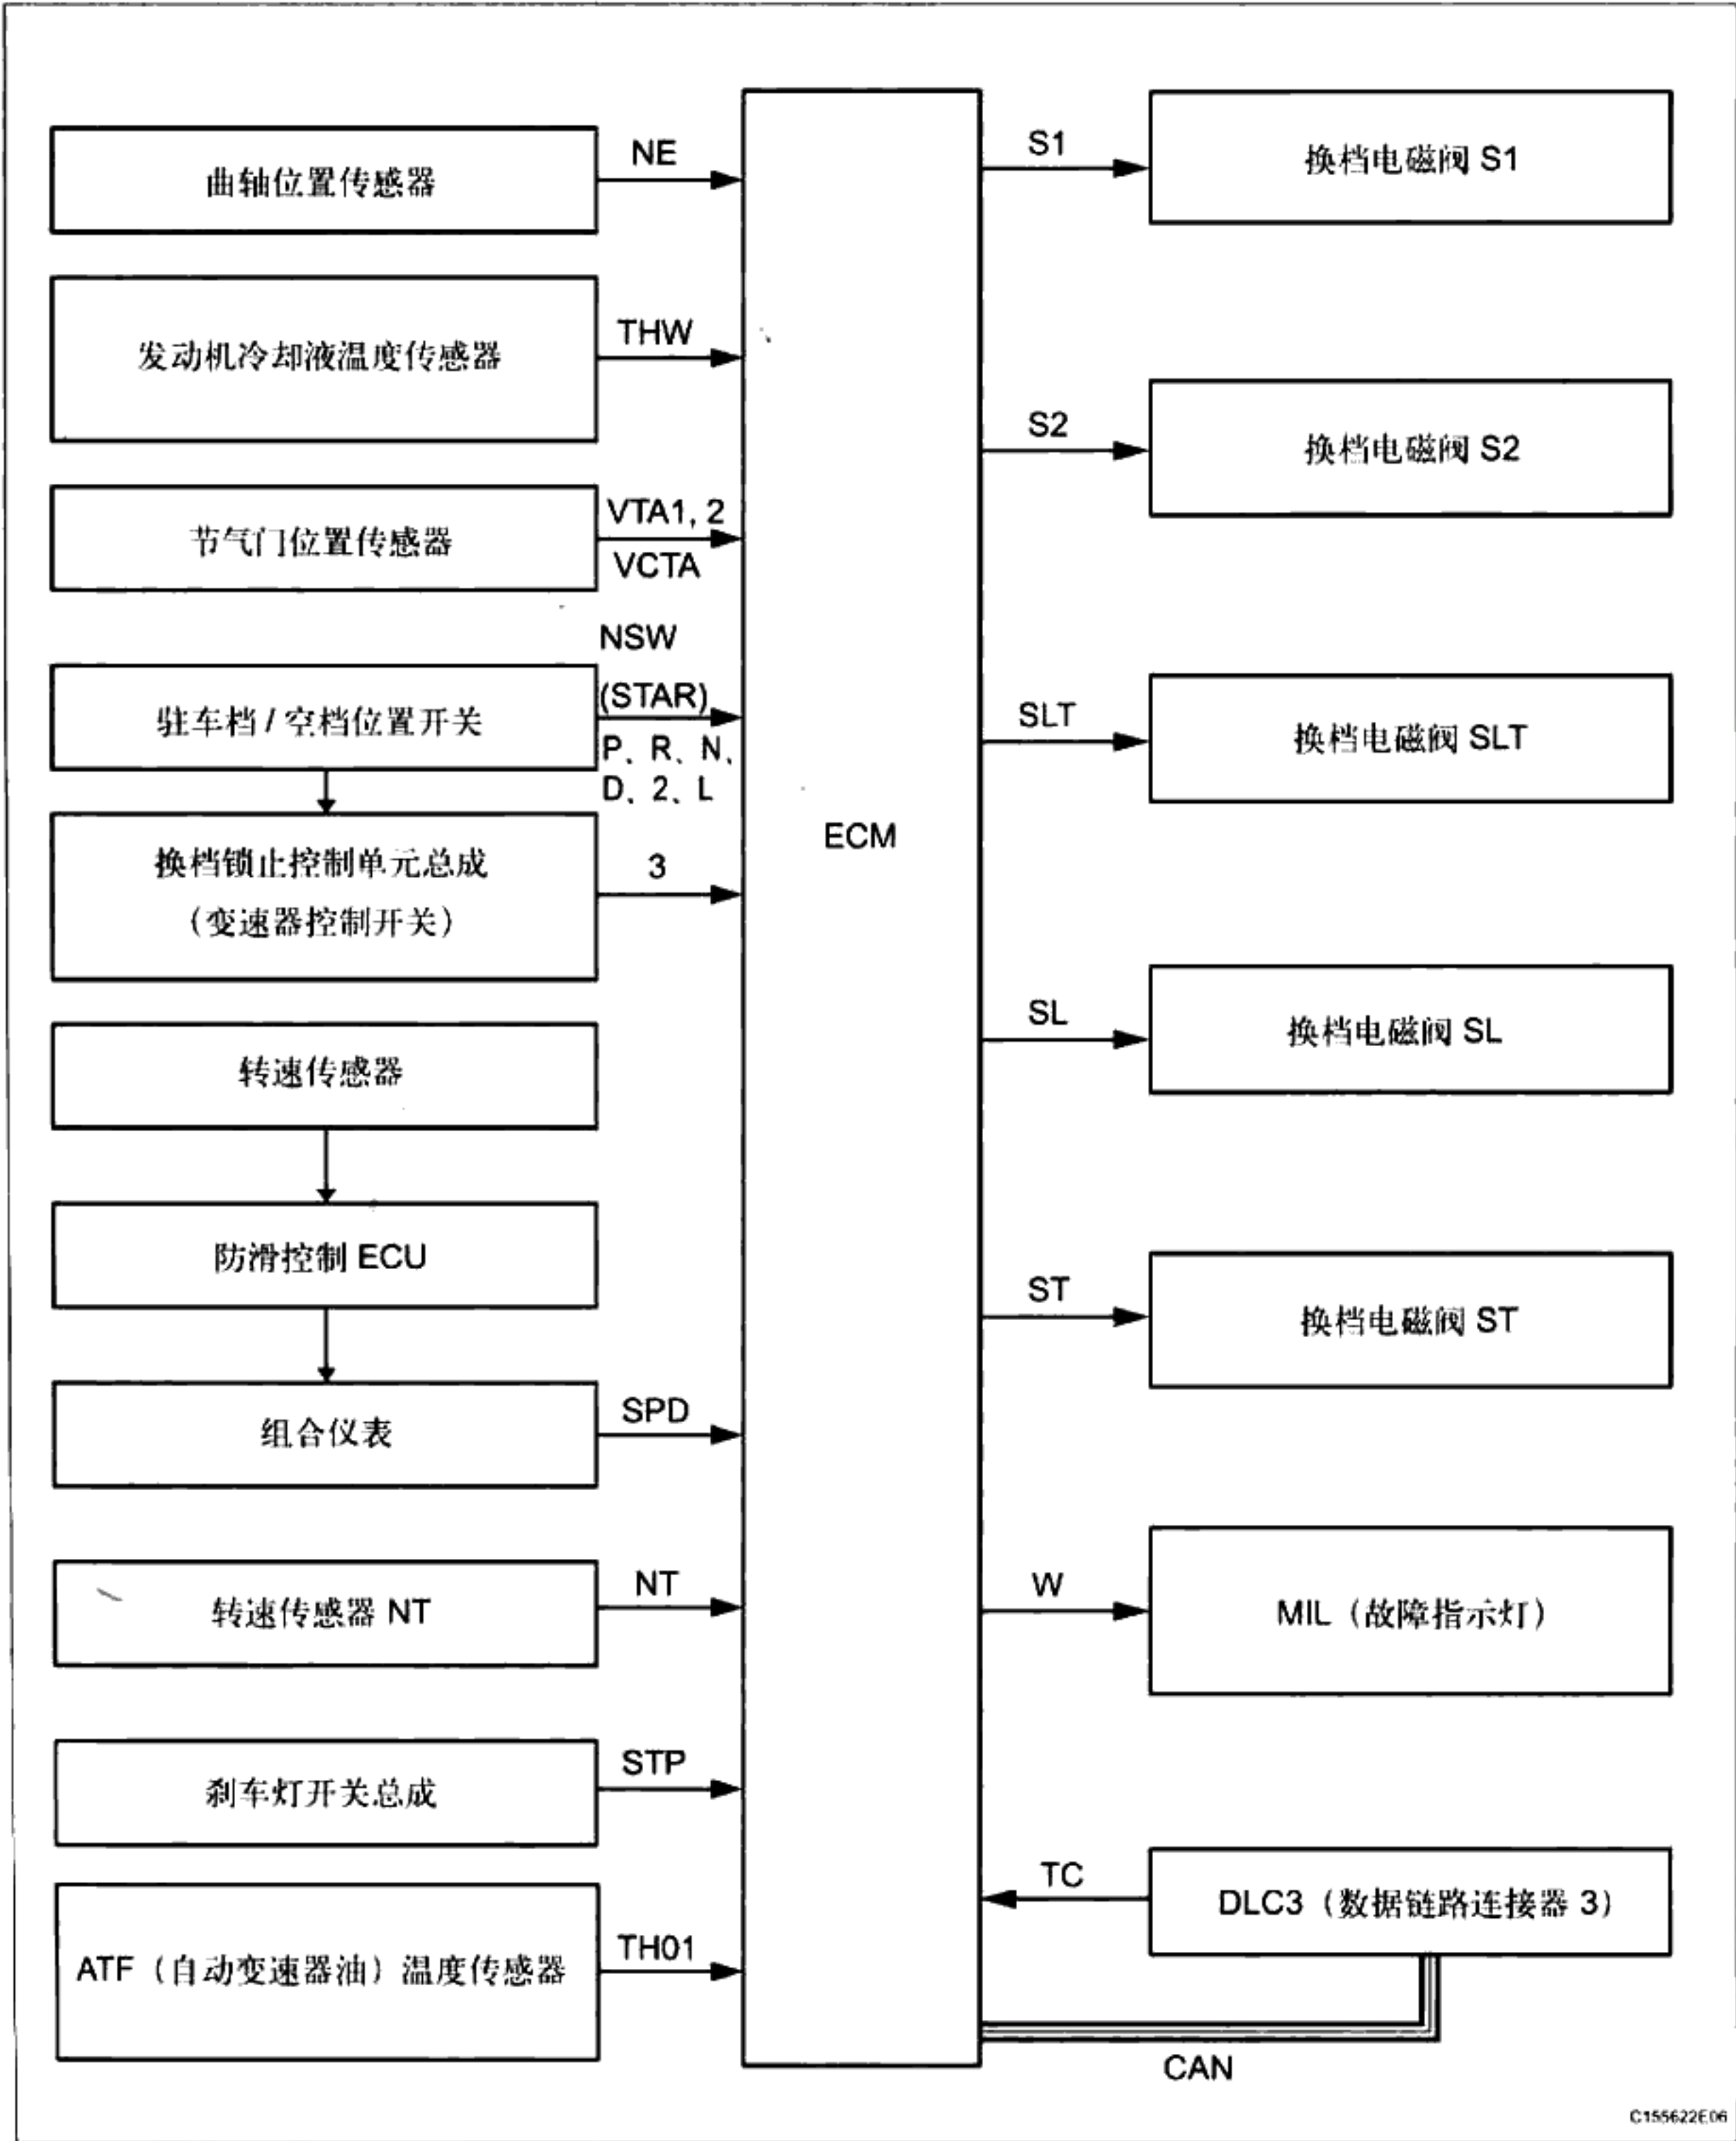 曲轴位置传感器
NE
发动机冷却液温度传感器
THW
节气门位置传感器
VTA1, 2
VCTA
NSW
驻车档 / 空档位置开关
(STAR)
P、R、N、
D、2、L
换档锁止控制单元总成
（变速器控制开关）
3
转速传感器
防滑控制 ECU
组合仪表
SPD
转速传感器 NT
NT
刹车灯开关总成
STP
ATF（自动变速器油）温度传感器
TH01
ECM
S1
换档电磁阀 S1
S2
换档电磁阀 S2
SLT
换档电磁阀 SLT
SL
换档电磁阀 SL
ST
换档电磁阀 ST
W
MIL（故障指示灯）
TC
DLC3（数据链路连接器 3）
CAN
C155622E06